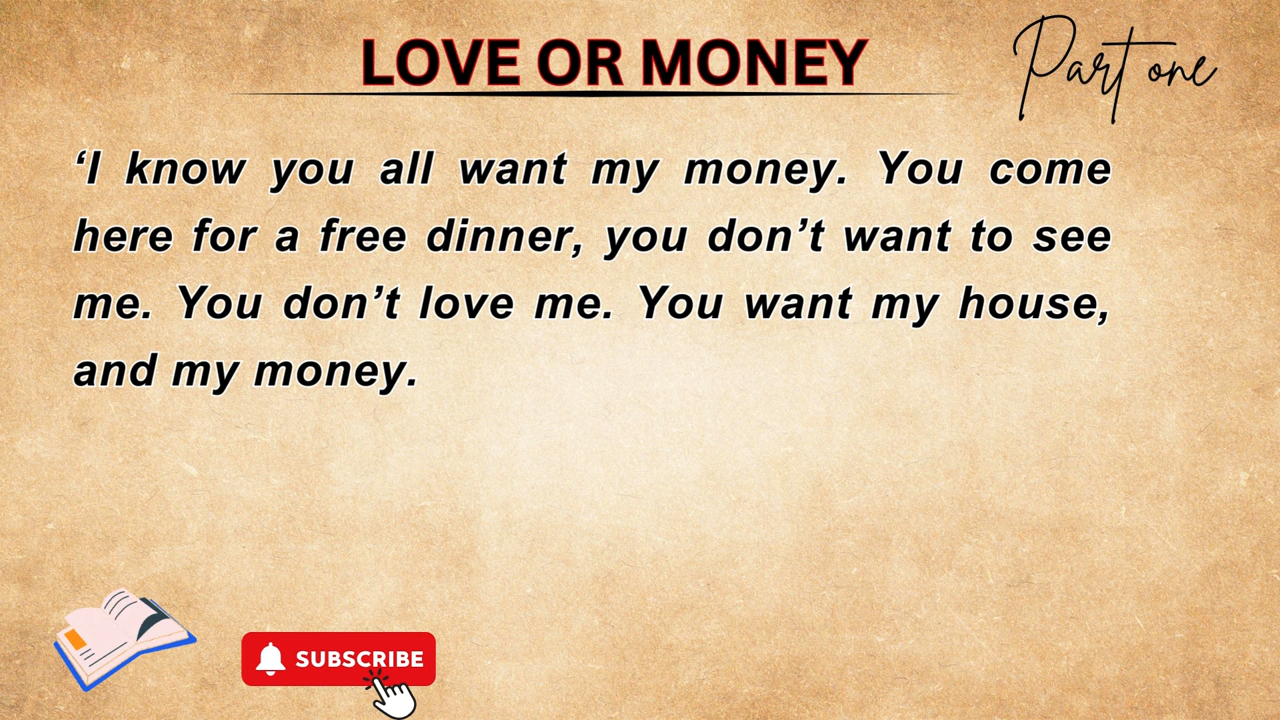 LOVE OR MONEY
Part one
‘I know you all want my money. You come
here for a free dinner, you don’t want to see
me. You don’t love me. You want my house,
and my money.
SUBSCRIBE